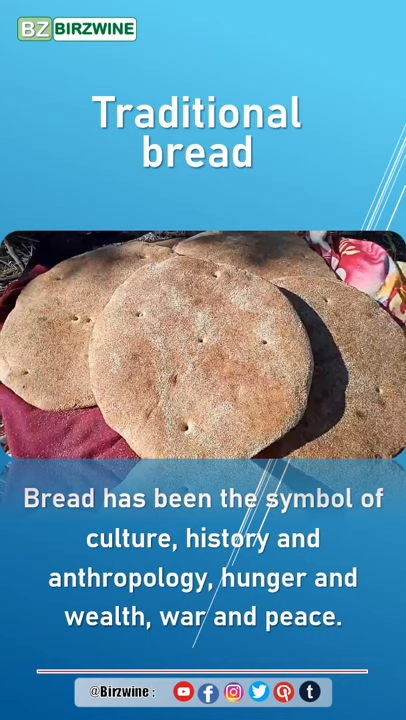 BZ BIRZWINE
Traditional
bread
Bread has been the symbol of
culture, history and
anthropology, hunger and
wealth, war and peace.
@Birzwine :